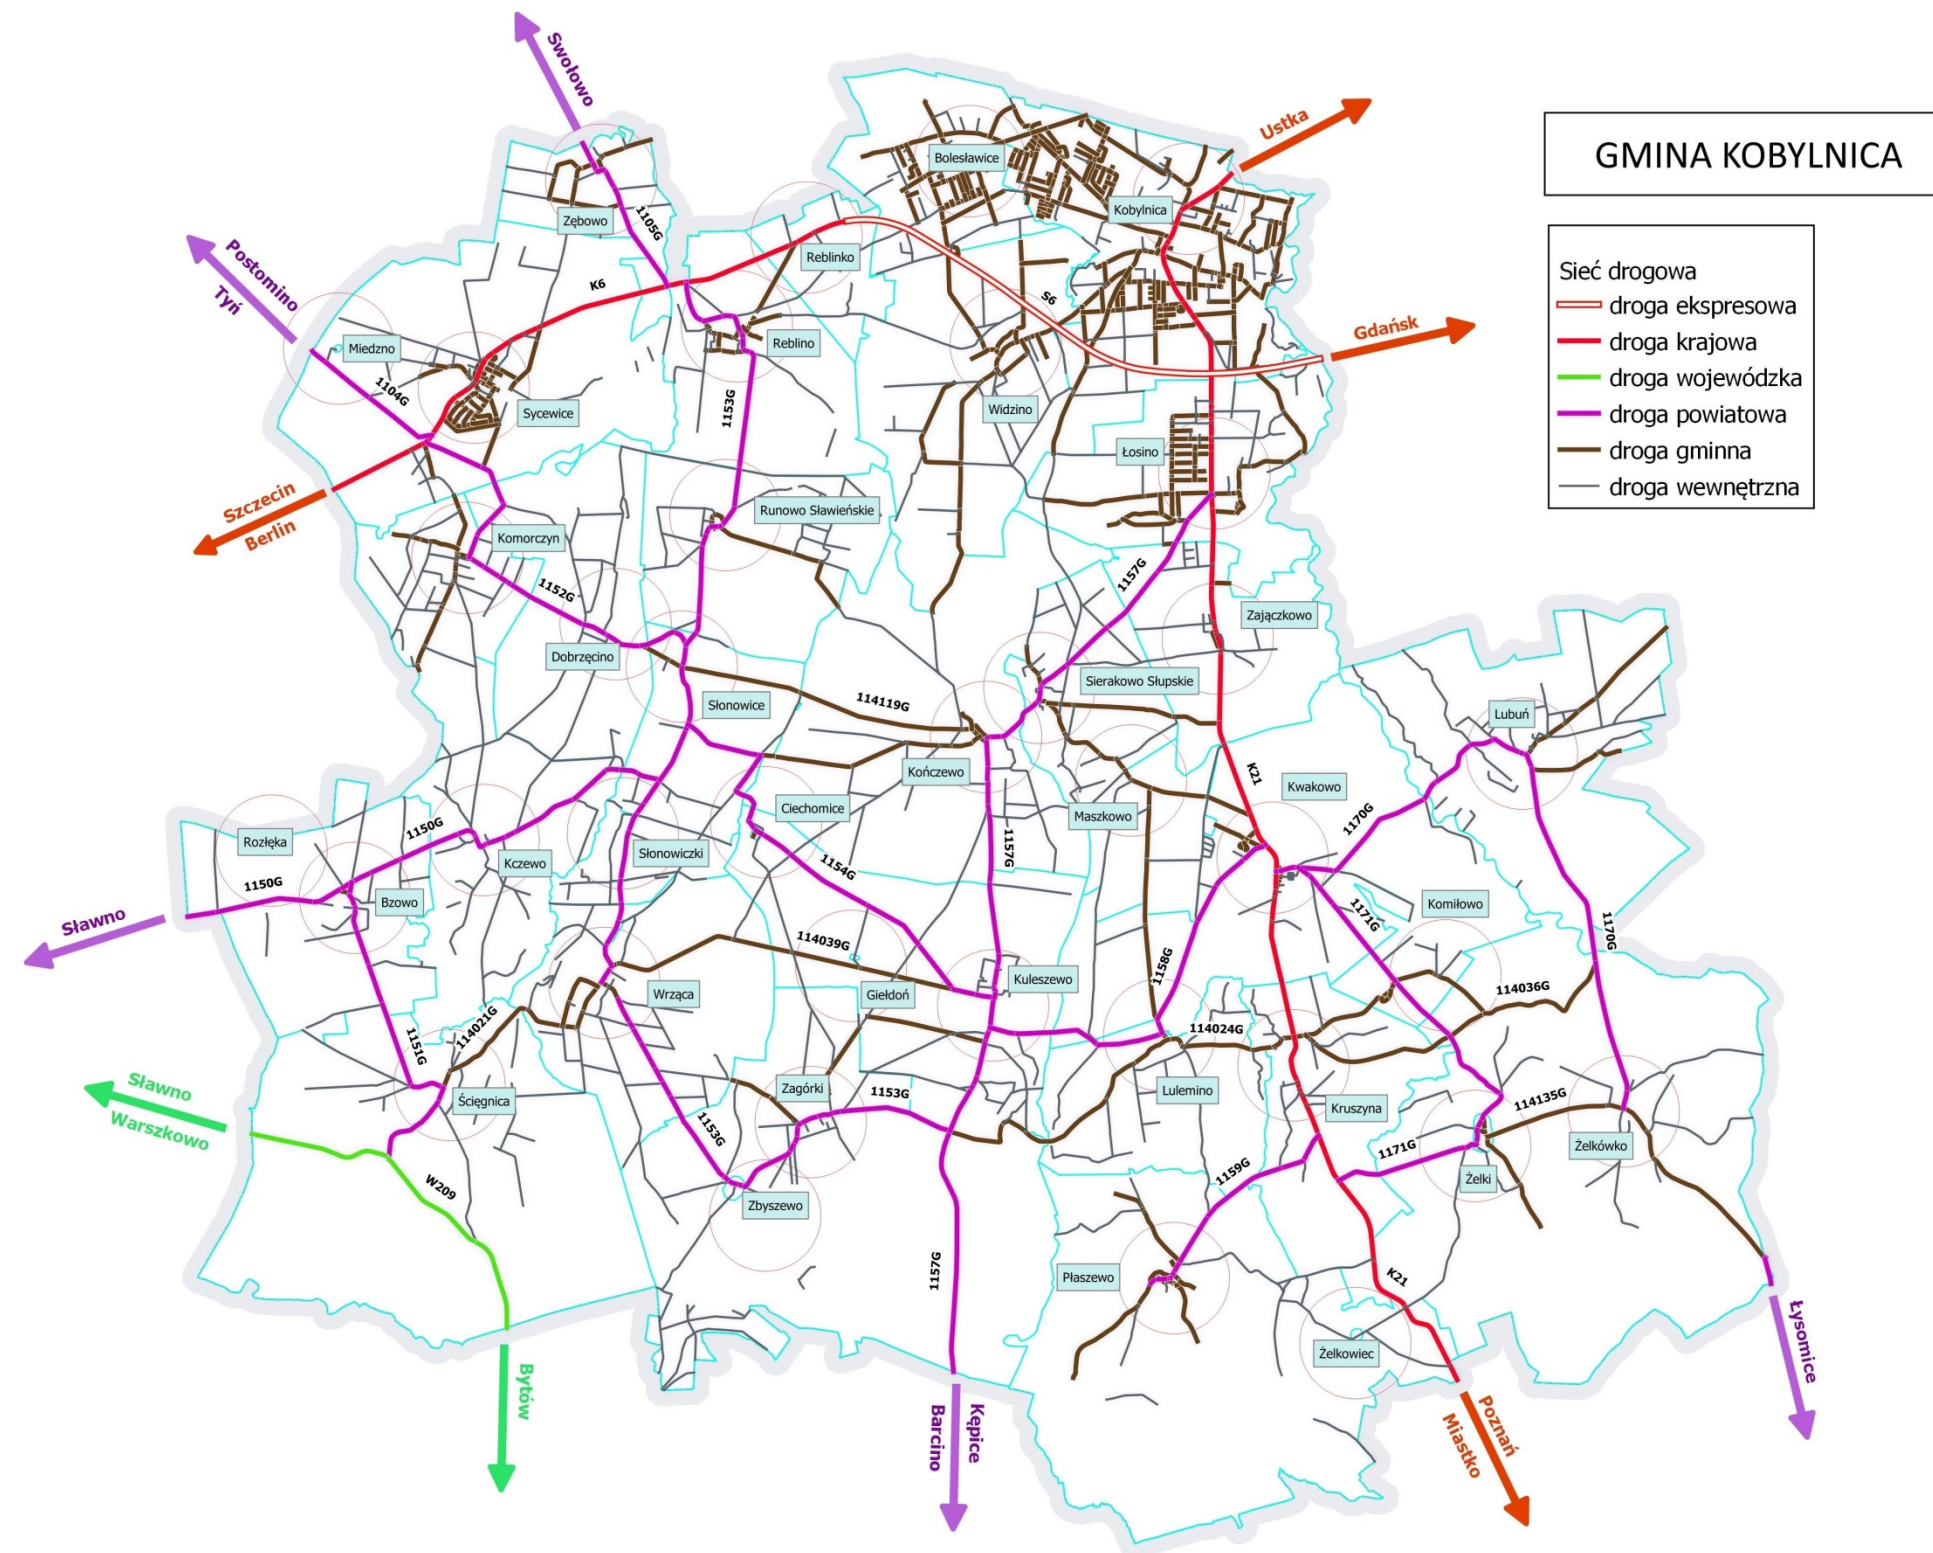 Swołowo
Ustka
GMINA KOBYLNICA
Bolesławice
Kobylnica
Zębowo
1105G
Reblinko
Postomino
Tyń
K6
S6
Sieć drogowa
droga ekspresowa
droga krajowa
droga wojewódzka
droga powiatowa
droga gminna
droga wewnętrzna
Gdańsk
Miedzno
Reblino
1104G
Sycewice
1153G
Widzino
Łosino
Szczecin
Berlin
Runowo Sławieńskie
Komorczyn
1152G
1157G
Zajączkowo
Dobrzęcino
Sierakowo Słupskie
Słonowice
114119G
Lubuń
Kończewo
K21
Kwakowo
Ciechomice
Maszkowo
1170G
Rozłęka
1150G
Kczewo
Słonowiczki
1154G
1157G
1150G
Bzowo
1171G
Komiłowo
Sławno
114039G
1170G
1158G
Kuleszewo
Wrząca
Giełdoń
114036G
114021G
1151G
114024G
Sławno
Warszkowo
Ścięgnica
Zagórki
1153G
Lulemino
Kruszyna
114135G
1153G
Żelkówko
1171G
1159G
Żelki
W209
Zbyszewo
1157G
Płaszewo
K21
Żelkowiec
Łysomice
Bytów
Kępice
Barcino
Poznań
Miastko